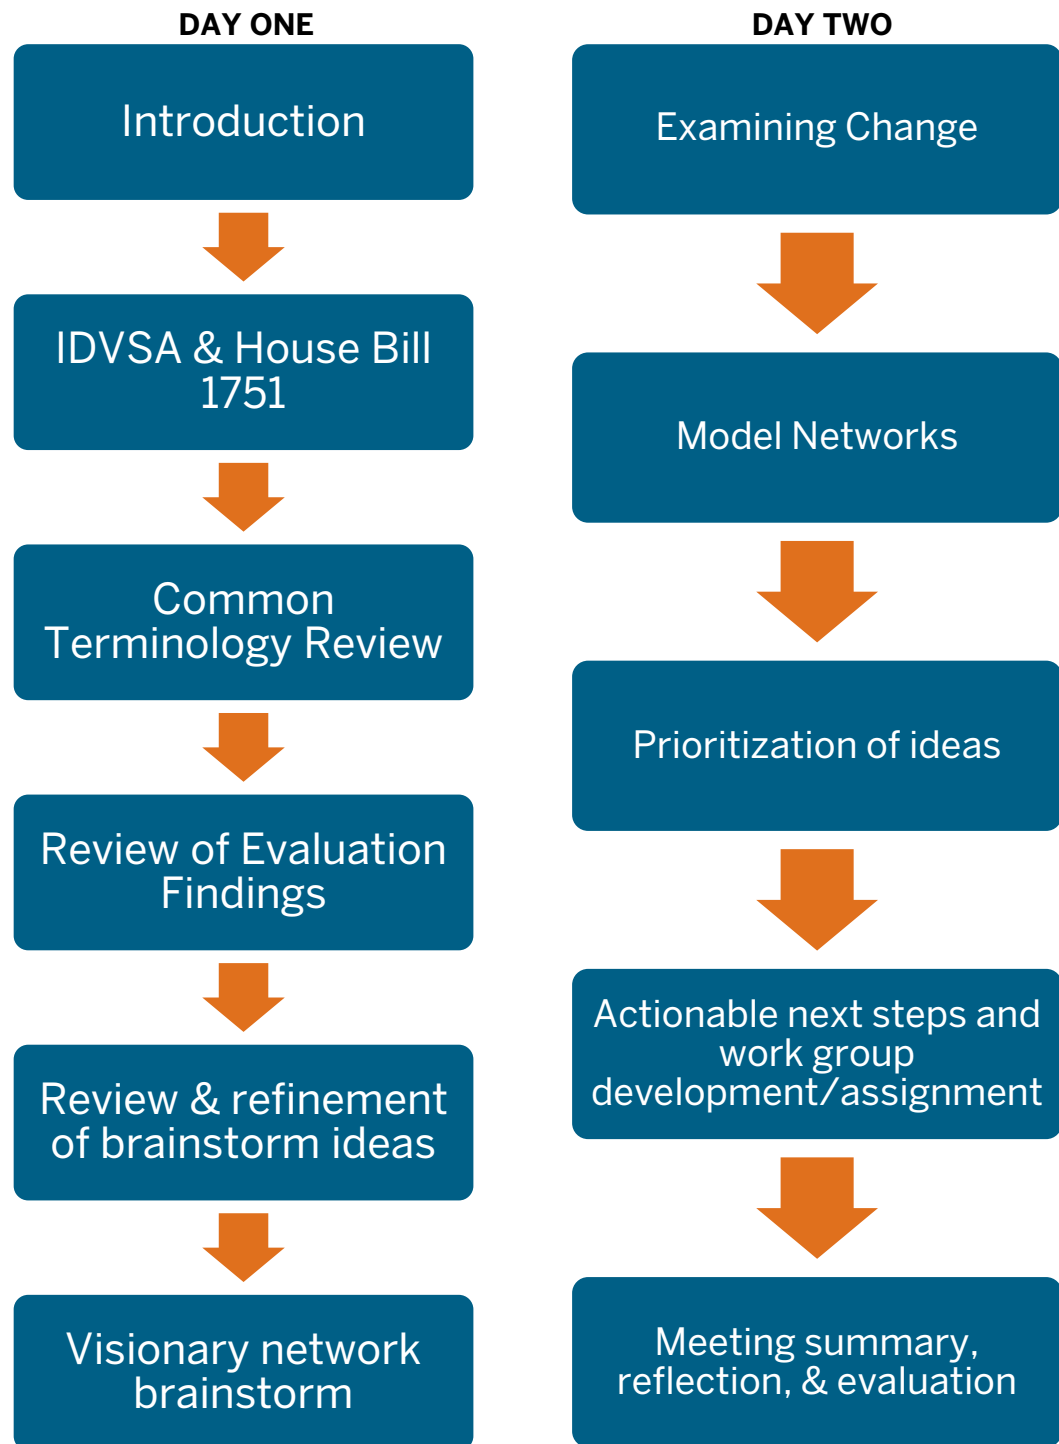 DAY ONE
Introduction
IDVSA & House Bill
1751
Common
Terminology Review
Review of Evaluation
Findings
Review & refinement
of brainstorm ideas
Visionary network
brainstorm
DAY TWO
Examining Change
Model Networks
Prioritization of ideas
Actionable next steps and
work group
development/assignment
Meeting summary,
reflection, & evaluation